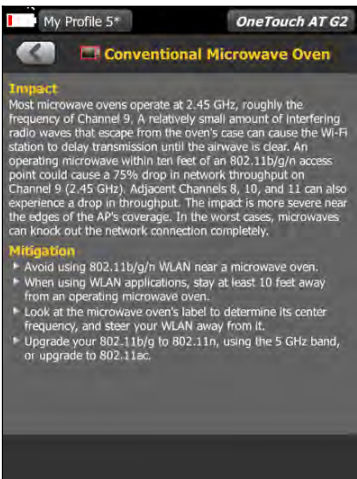 My Profile 5*
OneTouch AT G2
Conventional Microwave Oven
Impact
Most microwave ovens operate at 2.45 GHz, roughly the
frequency of Channel 9. A relatively small amount of interfering
radio waves that escape from the oven's case can cause the Wi-Fi
station to delay transmission until the airwave is clear. An
operating microwave within ten feet of an 802.11b/g/n access
point could cause a 75% drop in network throughput on
Channel 9 (2.45 GHz). Adjacent Channels 8, 10, and 11 can also
experience a drop in throughput. The impact is more severe near
the edges of the AP's coverage. In the worst cases, microwaves
can knock out the network connection completely.
Mitigation
Avoid using 802.11b/g/n WLAN near a microwave oven.
When using WLAN applications, stay at least 10 feet away
from an operating microwave oven.
Look at the microwave oven's label to determine its center
frequency, and steer your WLAN away from it.
Upgrade your 802.11b/g to 802.11n, using the 5 GHz band,
or upgrade to 802.11ac.